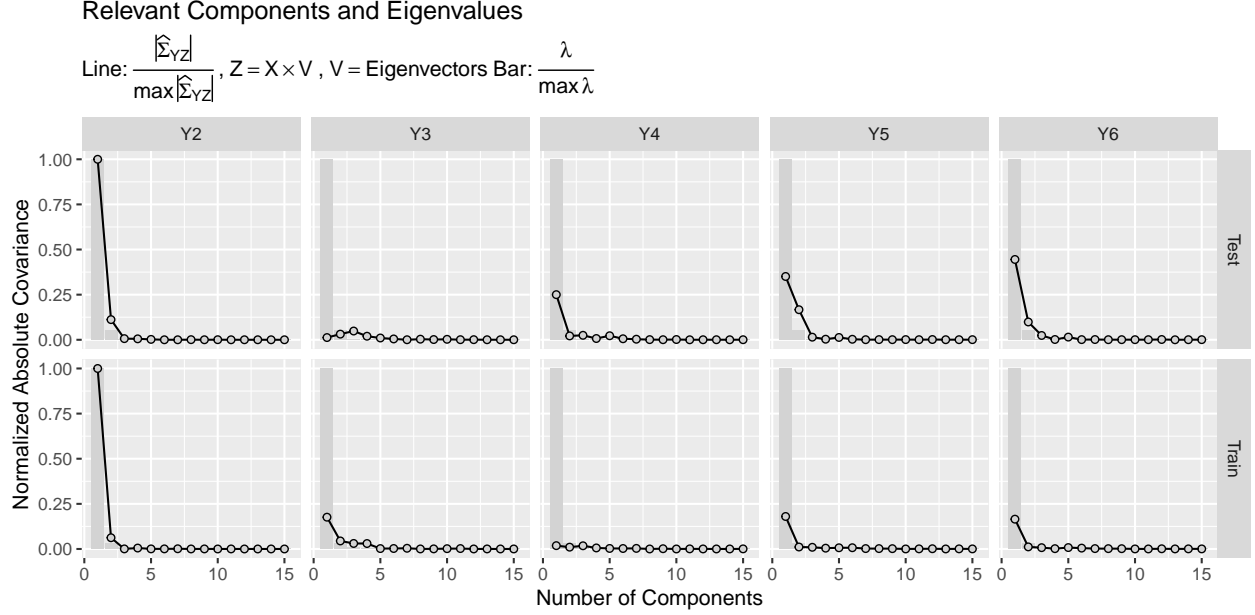 Relevant Components and Eigenvalues
Line: |Σ̂YZ| / max|Σ̂YZ| , Z = X × V , V = Eigenvectors Bar: λ / max λ
Y2 Y3 Y4 Y5 Y6
Normalized Absolute Covariance
1.00
0.75
0.50
0.25
0.00
Test
1.00
0.75
0.50
0.25
0.00
Train
0 5 10 15 0 5 10 15 0 5 10 15 0 5 10 15 0 5 10 15
Number of Components